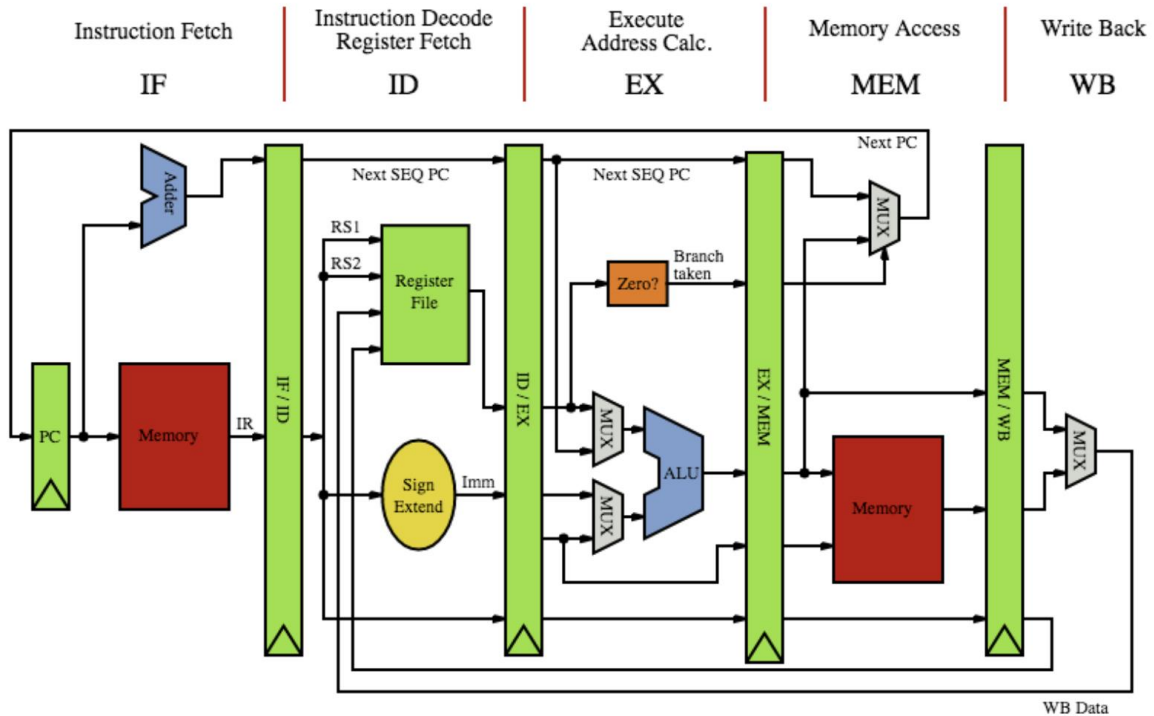 Instruction Fetch
IF
Instruction Decode
Register Fetch
ID
Execute
Address Calc.
EX
Memory Access
MEM
Write Back
WB
Next PC
Adder
Next SEQ PC
Next SEQ PC
MUX
RS1
RS2
Register
File
Branch
taken
Zero?
IF / ID
ID / EX
EX / MEM
MEM / WB
PC
Memory
IR
MUX
ALU
MUX
Sign
Extend
Imm
MUX
Memory
WB Data